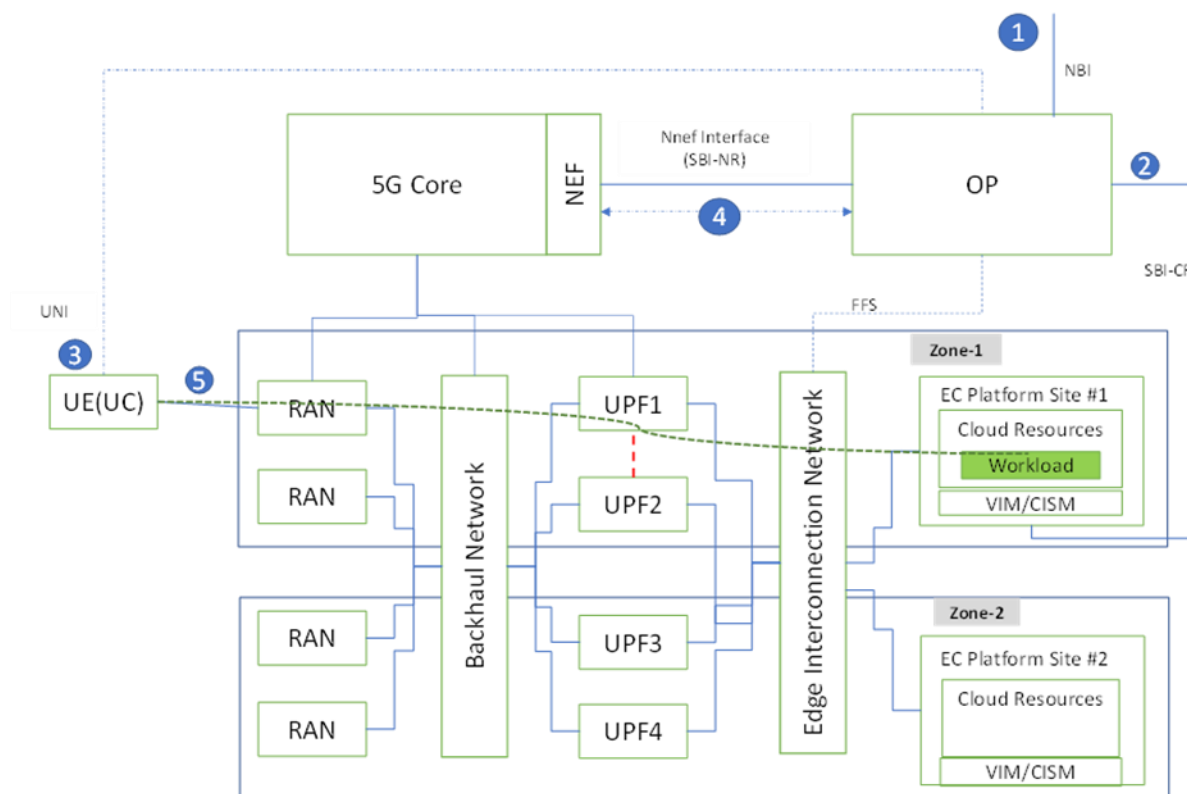 1
NBI
Nnef Interface
(SBI-NR)
5G Core
NEF
OP
2
4
SBI-CR
UNI
FFS
3
Zone-1
5
UE(UC)
RAN
UPF1
EC Platform Site #1
Cloud Resources
Workload
VIM/CISM
RAN
UPF2
Backhaul Network
Edge Interconnection Network
Zone-2
RAN
UPF3
EC Platform Site #2
Cloud Resources
RAN
UPF4
VIM/CISM